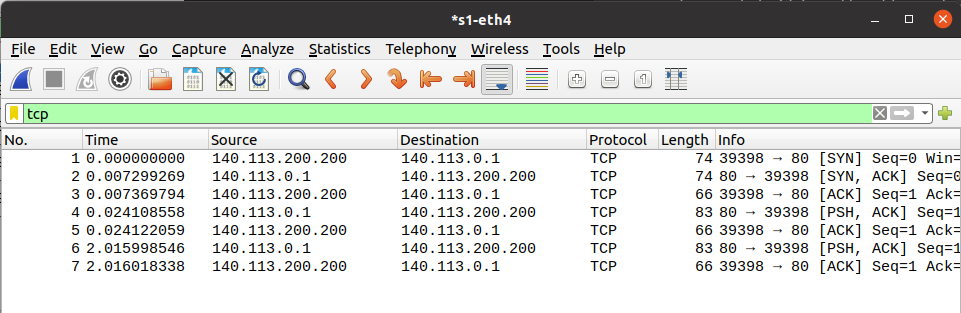 *s1-eth4
File Edit View Go Capture Analyze Statistics Telephony Wireless Tools Help
tcp
No. Time Source Destination Protocol Length Info
1 0.000000000 140.113.200.200 140.113.0.1 TCP 74 39398 → 80 [SYN] Seq=0 Win=
2 0.007299269 140.113.0.1 140.113.200.200 TCP 74 80 → 39398 [SYN, ACK] Seq=0
3 0.007369794 140.113.200.200 140.113.0.1 TCP 66 39398 → 80 [ACK] Seq=1 Ack=
4 0.024108558 140.113.0.1 140.113.200.200 TCP 83 80 → 39398 [PSH, ACK] Seq=1
5 0.024122059 140.113.200.200 140.113.0.1 TCP 66 39398 → 80 [ACK] Seq=1 Ack=
6 2.015998546 140.113.0.1 140.113.200.200 TCP 83 80 → 39398 [PSH, ACK] Seq=1
7 2.016018338 140.113.200.200 140.113.0.1 TCP 66 39398 → 80 [ACK] Seq=1 Ack=